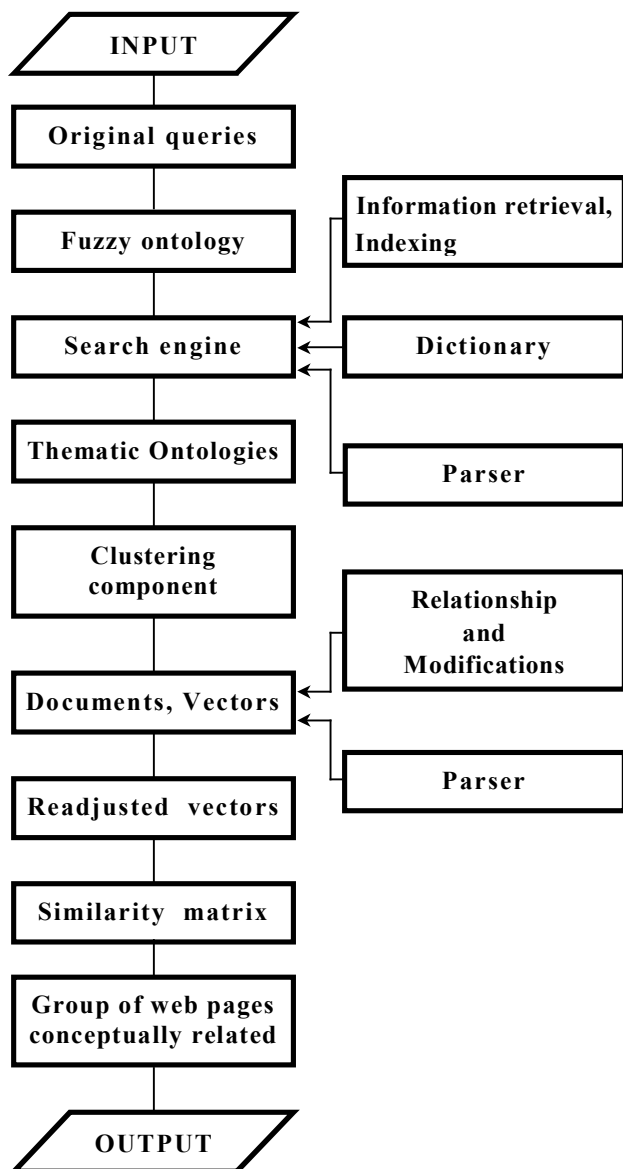 INPUT
Original queries
Fuzzy ontology
Information retrieval,
Indexing
Search engine
Dictionary
Thematic Ontologies
Parser
Clustering
component
Relationship
and
Modifications
Documents, Vectors
Parser
Readjusted vectors
Similarity matrix
Group of web pages
conceptually related
OUTPUT